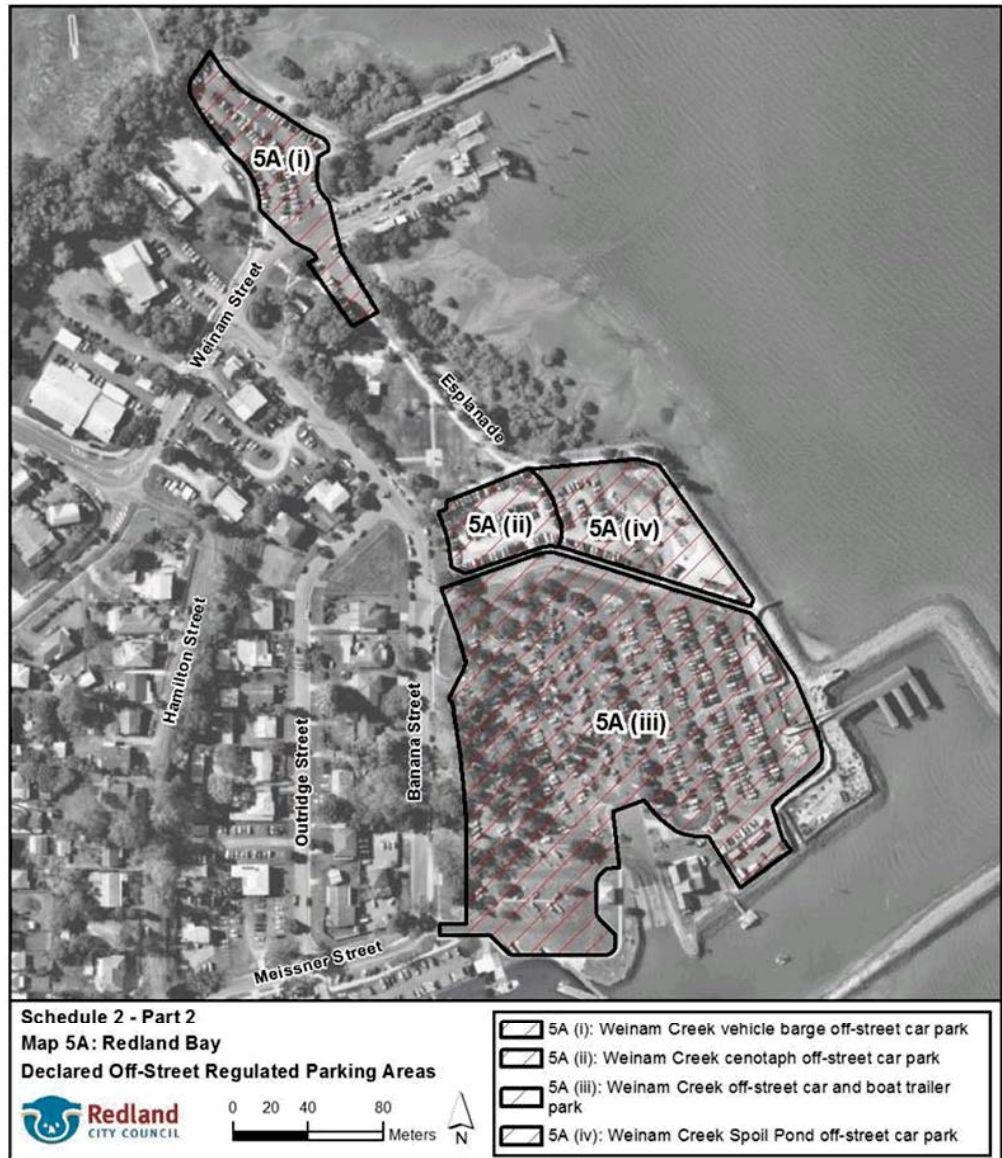 5A (i)
Weinam Street
Esplanade
5A (ii)
5A (iv)
Hamilton Street
5A (iii)
Outridge Street
Banana Street
Meissner Street
Schedule 2 - Part 2
Map 5A: Redland Bay
Declared Off-Street Regulated Parking Areas
Redland
CITY COUNCIL
0 20 40 80
Meters
N
5A (i): Weinam Creek vehicle barge off-street car park
5A (ii): Weinam Creek cenotaph off-street car park
5A (iii): Weinam Creek off-street car and boat trailer
park
5A (iv): Weinam Creek Spoil Pond off-street car park